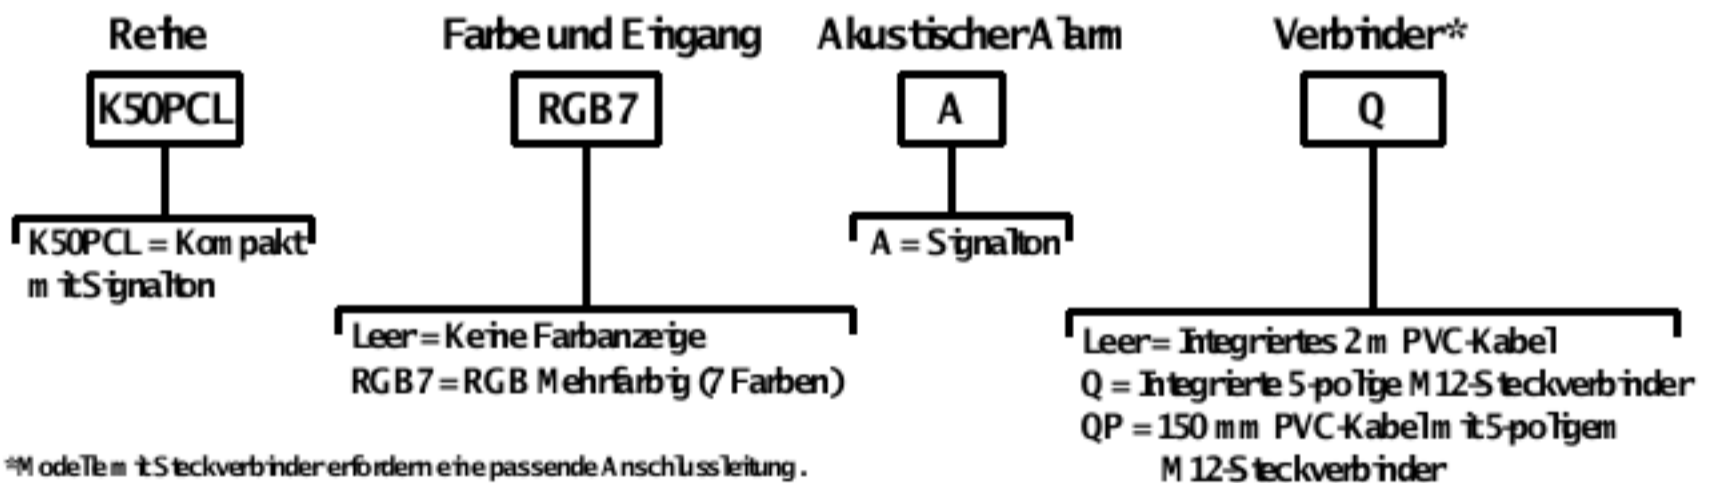 Reihe
Farbe und Eingang
Akustischer Alarm
Verbinder*
K50PCL
RGB7
A
Q
K50PCL = Kompakt
mit Signalton
A = Signalton
Leer = Keine Farbanzeige
RGB7 = RGB Mehrfarbig (7 Farben)
Leer = Integriertes 2 m PVC-Kabel
Q = Integrierte 5-polige M12-Steckverbinder
QP = 150 mm PVC-Kabel mit 5-poligem
M12-Steckverbinder
*Modelle mit Steckverbinder erfordern eine passende Anschlussleitung.